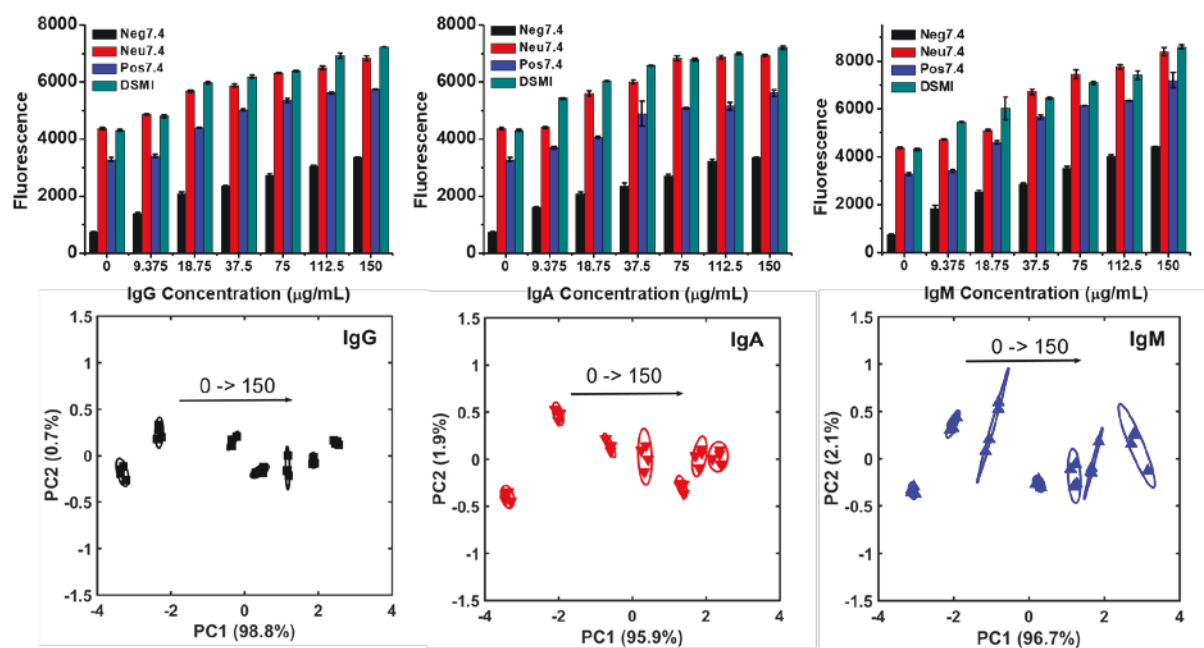 8000
6000
4000
2000
0
Fluorescence
Neg7.4
Neu7.4
Pos7.4
DSMI
0 9.375 18.75 37.5 75 112.5 150
IgG Concentration (µg/mL)
8000
6000
4000
2000
0
Fluorescence
Neg7.4
Neu7.4
Pos7.4
DSMI
0 9.375 18.75 37.5 75 112.5 150
IgA Concentration (µg/mL)
8000
6000
4000
2000
0
Fluorescence
Neg7.4
Neu7.4
Pos7.4
DSMI
0 9.375 18.75 37.5 75 112.5 150
IgM Concentration (µg/mL)
1.5
1
0.5
0
-0.5
-1
-1.5
PC2 (0.7%)
IgG
0 -> 150
-4 -2 0 2 4
PC1 (98.8%)
1.5
1
0.5
0
-0.5
-1
-1.5
PC2 (1.9%)
IgA
0 -> 150
-4 -2 0 2 4
PC1 (95.9%)
1.5
1
0.5
0
-0.5
-1
-1.5
PC2 (2.1%)
IgM
0 -> 150
-4 -2 0 2 4
PC1 (96.7%)